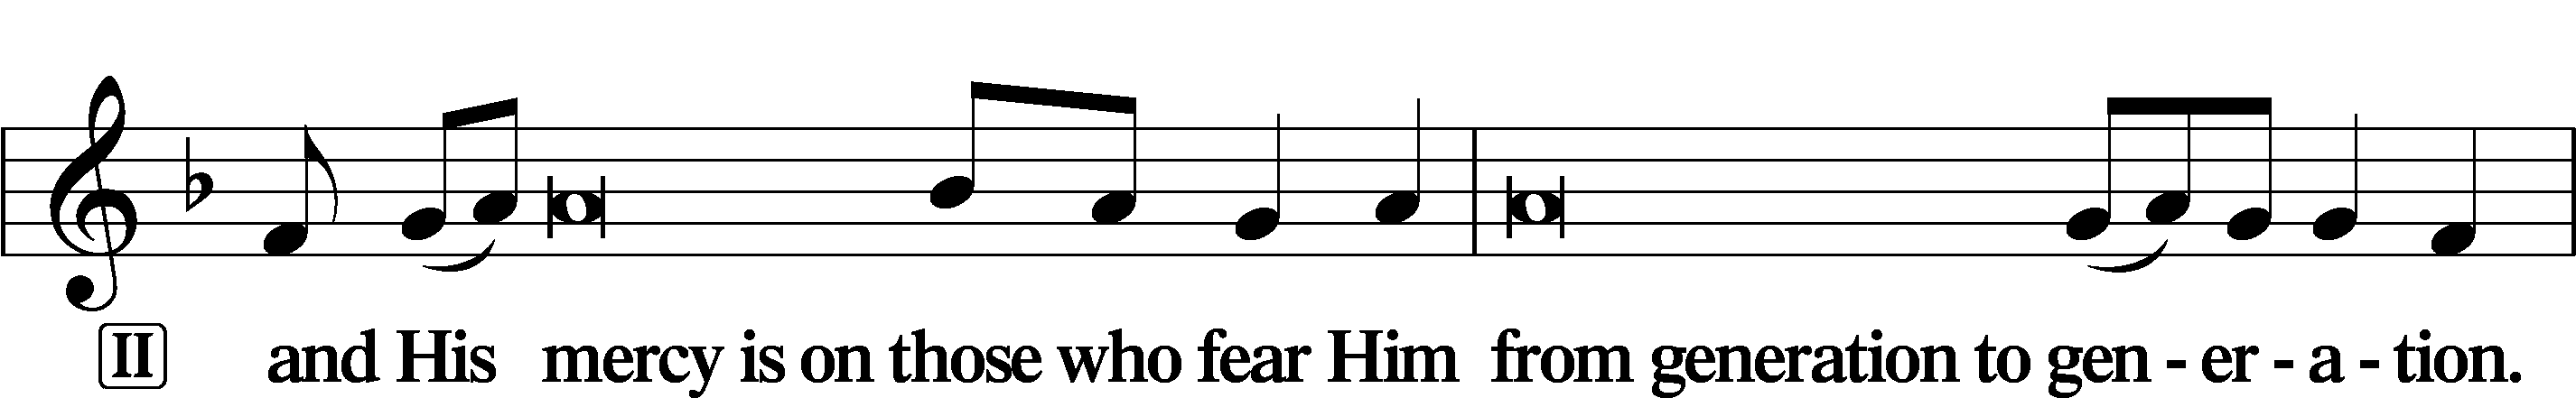 II and His mercy is on those who fear Him from generation to gen - er - a - tion.